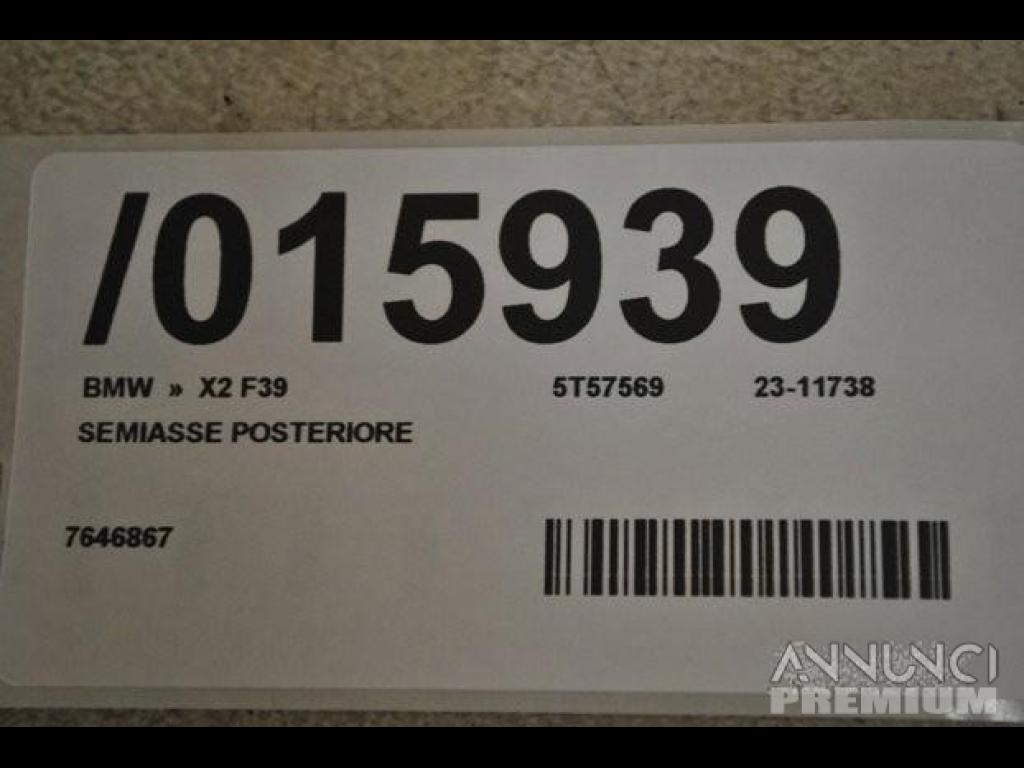 /015939
BMW » X2 F39 5T57569 23-11738
SEMIASSE POSTERIORE
7646867
ANNUNCI
PREMIUM